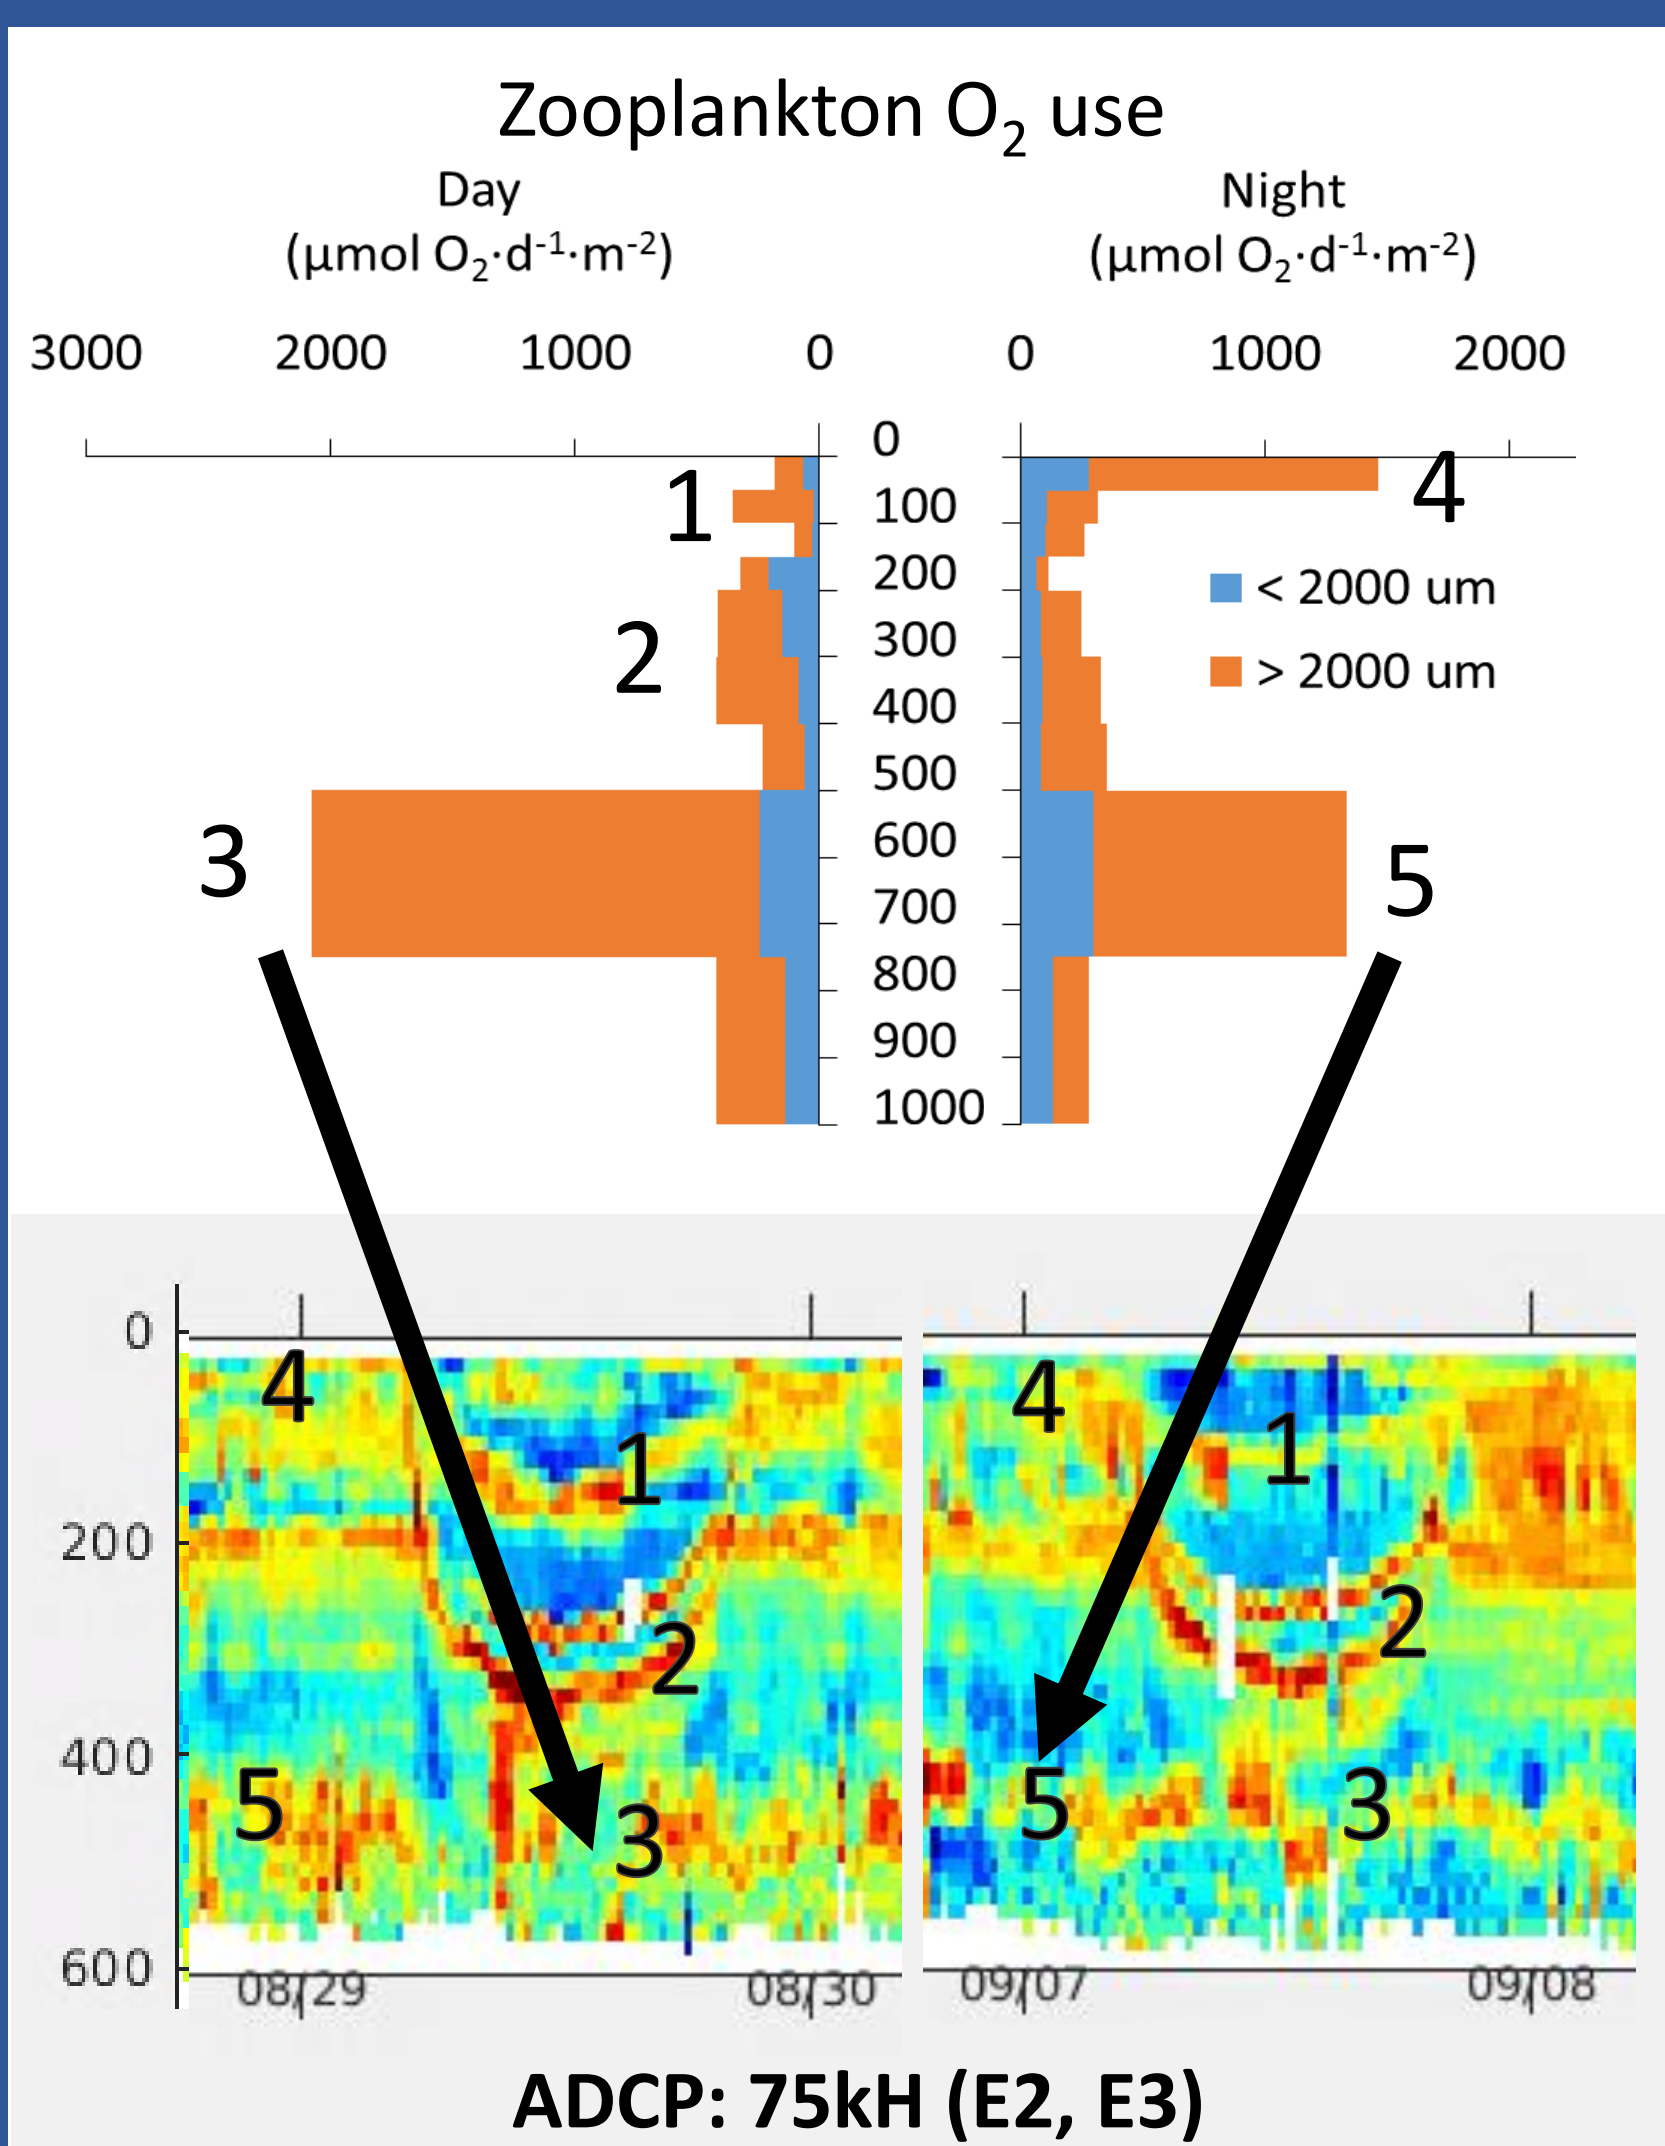 Zooplankton O₂ use
Day Night
(µmol O₂·d⁻¹·m⁻²) (µmol O₂·d⁻¹·m⁻²)
3000 2000 1000 0 0 1000 2000
0
1 100 4
200 < 2000 um
2 300 > 2000 um
400
500
3 600 5
700
800
900
1000
0
4 4
1 1
200
2 2
400
5 3 5 3
600
08/29 08/30 09/07 09/08
ADCP: 75kH (E2, E3)